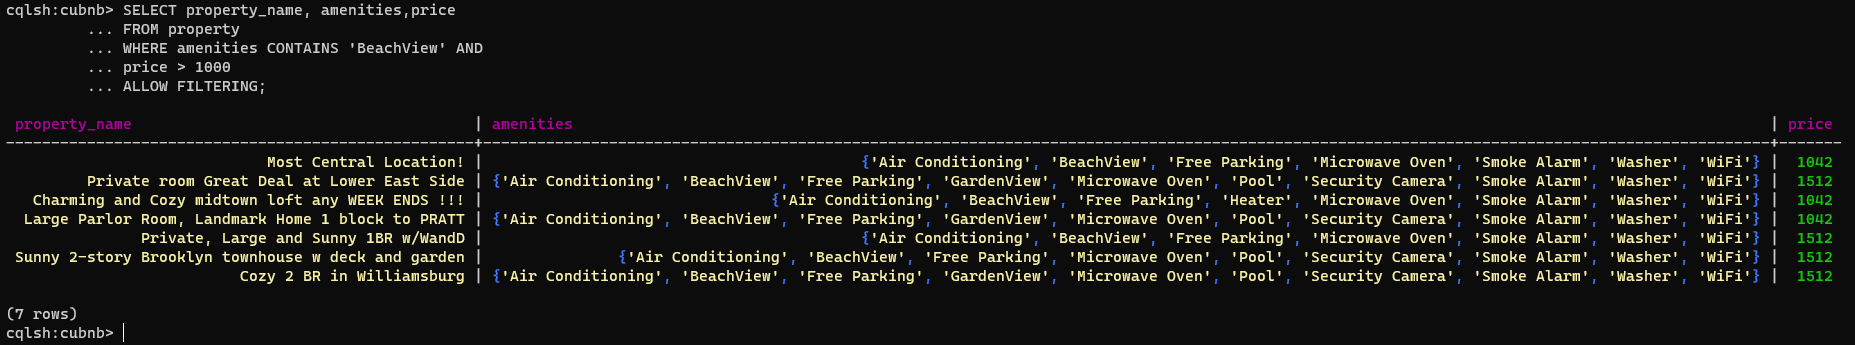 cqlsh:cubnb> SELECT property_name, amenities,price
... FROM property
... WHERE amenities CONTAINS 'BeachView' AND
... price > 1000
... ALLOW FILTERING;
property_name | amenities | price
Most Central Location! | {'Air Conditioning', 'BeachView', 'Free Parking', 'Microwave Oven', 'Smoke Alarm', 'Washer', 'WiFi'} | 1042
Private room Great Deal at Lower East Side | {'Air Conditioning', 'BeachView', 'Free Parking', 'GardenView', 'Microwave Oven', 'Pool', 'Security Camera', 'Smoke Alarm', 'Washer', 'WiFi'} | 1512
Charming and Cozy midtown loft any WEEK ENDS !!! | {'Air Conditioning', 'BeachView', 'Free Parking', 'Heater', 'Microwave Oven', 'Smoke Alarm', 'Washer', 'WiFi'} | 1042
Large Parlor Room, Landmark Home 1 block to PRATT | {'Air Conditioning', 'BeachView', 'Free Parking', 'GardenView', 'Microwave Oven', 'Pool', 'Security Camera', 'Smoke Alarm', 'Washer', 'WiFi'} | 1042
Private, Large and Sunny 1BR w/WandD | {'Air Conditioning', 'BeachView', 'Free Parking', 'Microwave Oven', 'Smoke Alarm', 'Washer', 'WiFi'} | 1512
Sunny 2-story Brooklyn townhouse w deck and garden | {'Air Conditioning', 'BeachView', 'Free Parking', 'Microwave Oven', 'Pool', 'Security Camera', 'Smoke Alarm', 'Washer', 'WiFi'} | 1512
Cozy 2 BR in Williamsburg | {'Air Conditioning', 'BeachView', 'Free Parking', 'GardenView', 'Microwave Oven', 'Pool', 'Security Camera', 'Smoke Alarm', 'Washer', 'WiFi'} | 1512
(7 rows)
cqlsh:cubnb>